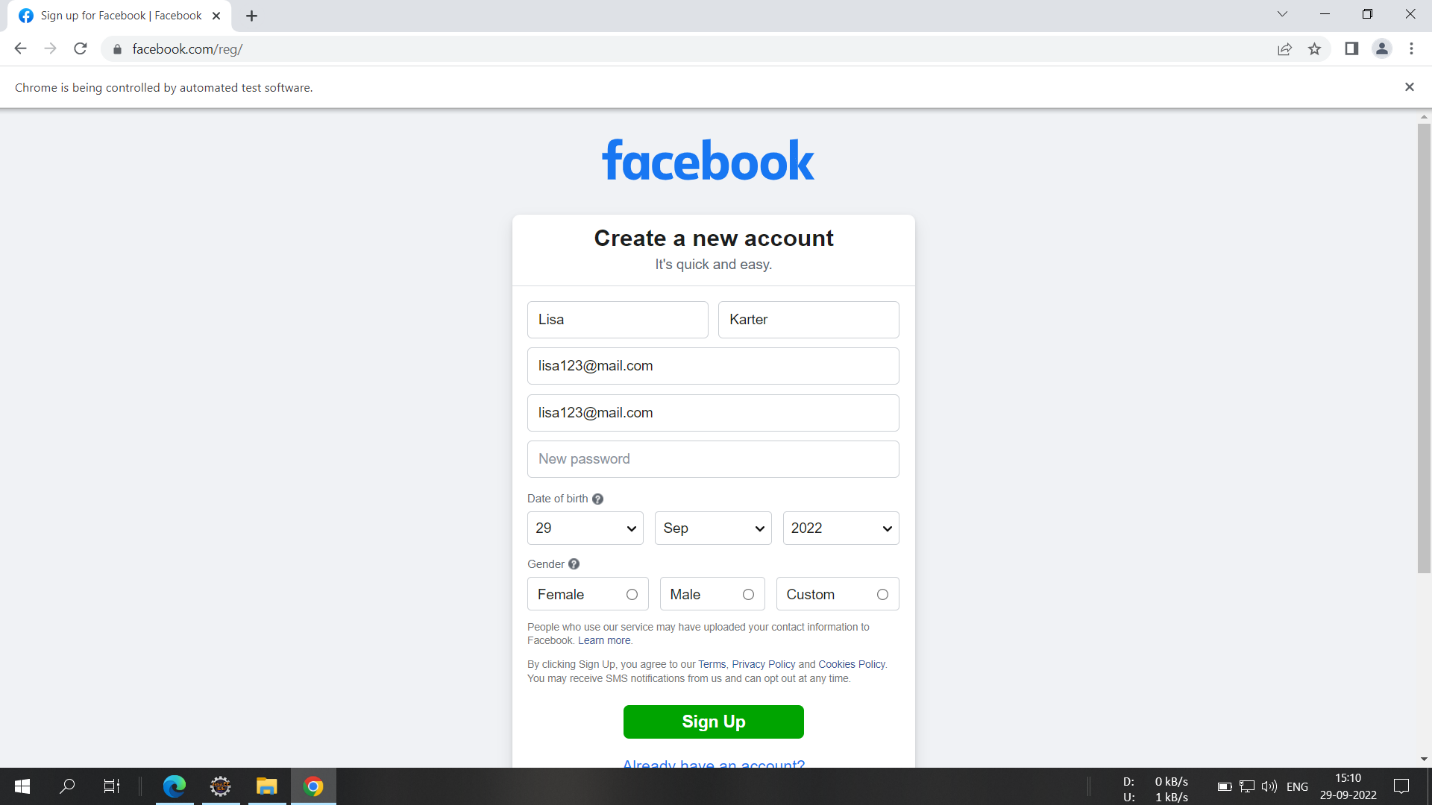 Sign up for Facebook | Facebook
facebook.com/reg/
Chrome is being controlled by automated test software.
facebook
Create a new account
It's quick and easy.
Lisa Karter
lisa123@mail.com
lisa123@mail.com
New password
Date of birth ?
29 Sep 2022
Gender ?
Female Male Custom
People who use our service may have uploaded your contact information to
Facebook. Learn more.
By clicking Sign Up, you agree to our Terms, Privacy Policy and Cookies Policy.
You may receive SMS notifications from us and can opt out at any time.
Sign Up
Already have an account?
D: 0 kB/s
U: 1 kB/s
ENG
15:10
29-09-2022